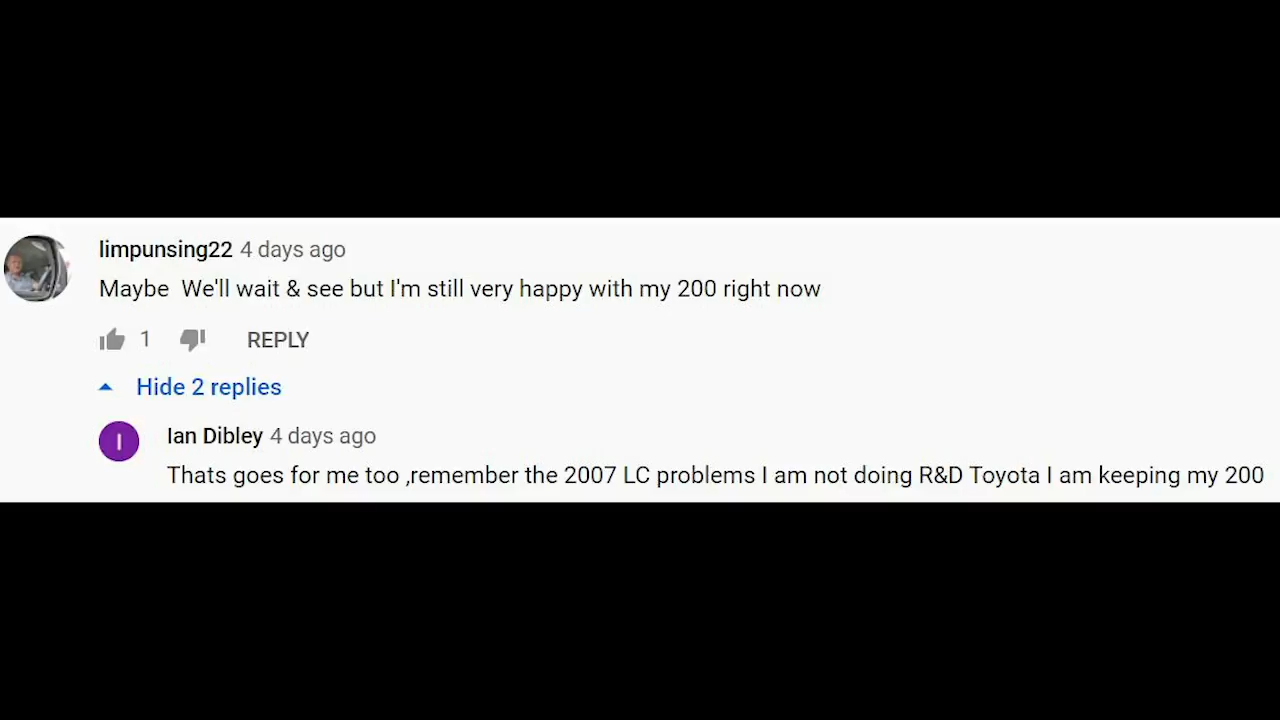 limpunsing22 4 days ago
Maybe  We'll wait & see but I'm still very happy with my 200 right now
1 REPLY
Hide 2 replies
I
Ian Dibley 4 days ago
Thats goes for me too ,remember the 2007 LC problems I am not doing R&D Toyota I am keeping my 200